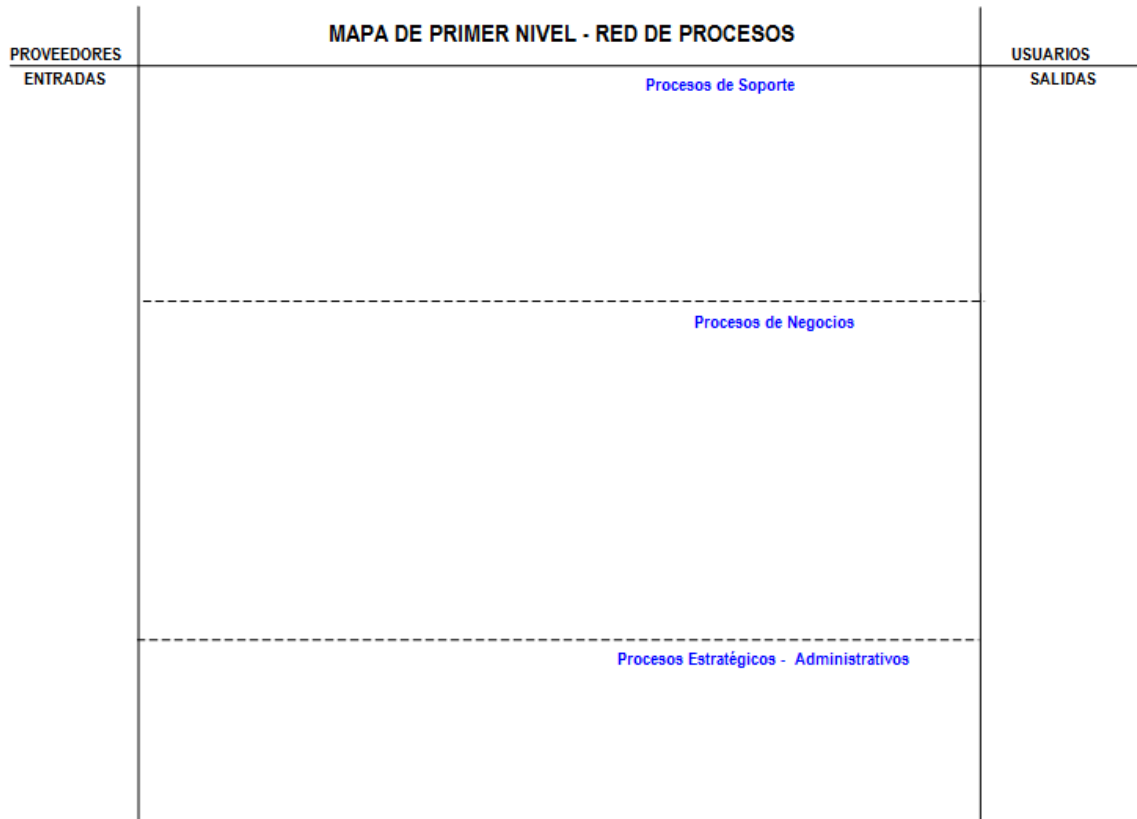 MAPA DE PRIMER NIVEL - RED DE PROCESOS
PROVEEDORES
USUARIOS
ENTRADAS
SALIDAS
Procesos de Soporte
Procesos de Negocios
Procesos Estratégicos - Administrativos